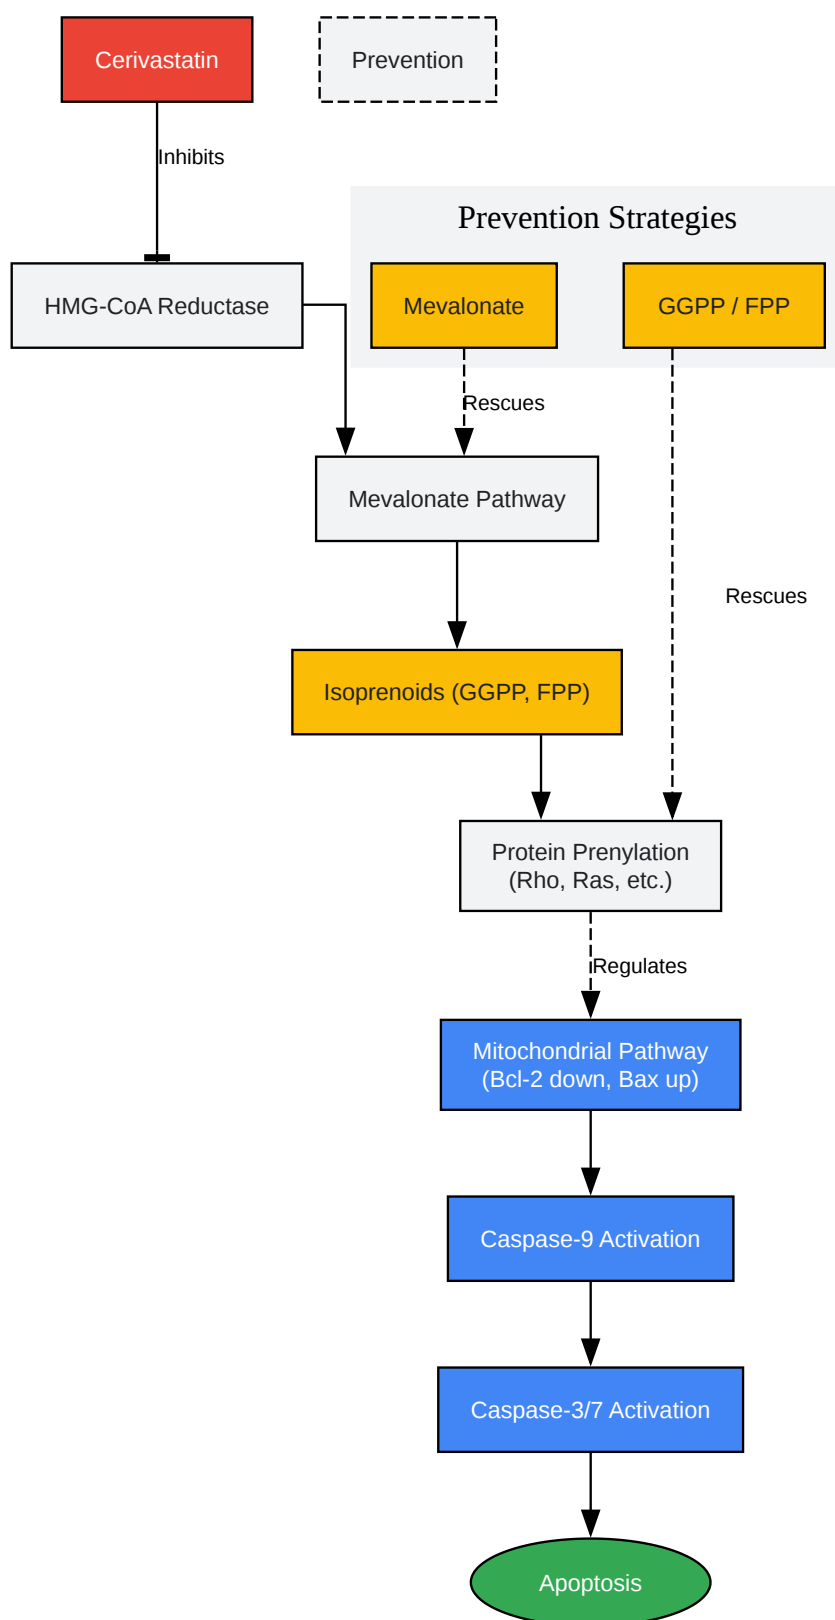 Cerivastatin
Prevention
Inhibits
Prevention Strategies
HMG-CoA Reductase
Mevalonate
GGPP / FPP
Rescues
Mevalonate Pathway
Rescues
Isoprenoids (GGPP, FPP)
Protein Prenylation
(Rho, Ras, etc.)
Regulates
Mitochondrial Pathway
(Bcl-2 down, Bax up)
Caspase-9 Activation
Caspase-3/7 Activation
Apoptosis